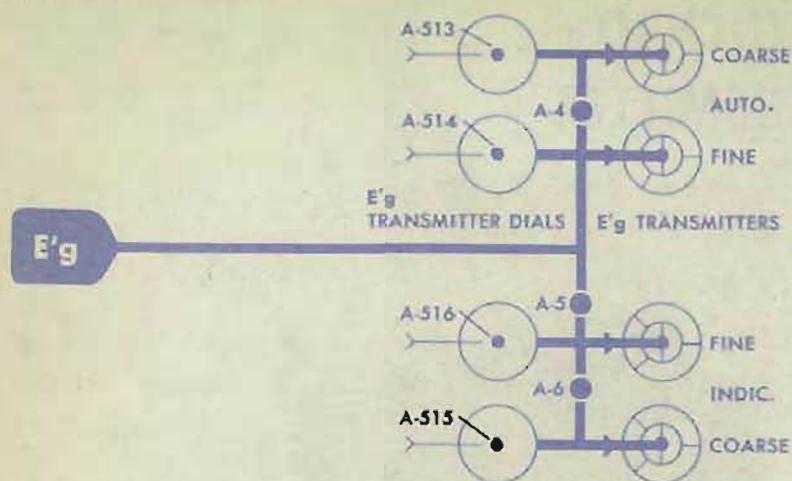 A-513
COARSE
A-4
AUTO.
A-514
FINE
E'g
TRANSMITTER DIALS
E'g TRANSMITTERS
E'g
A-5
A-516
FINE
A-6
INDIC.
A-515
COARSE